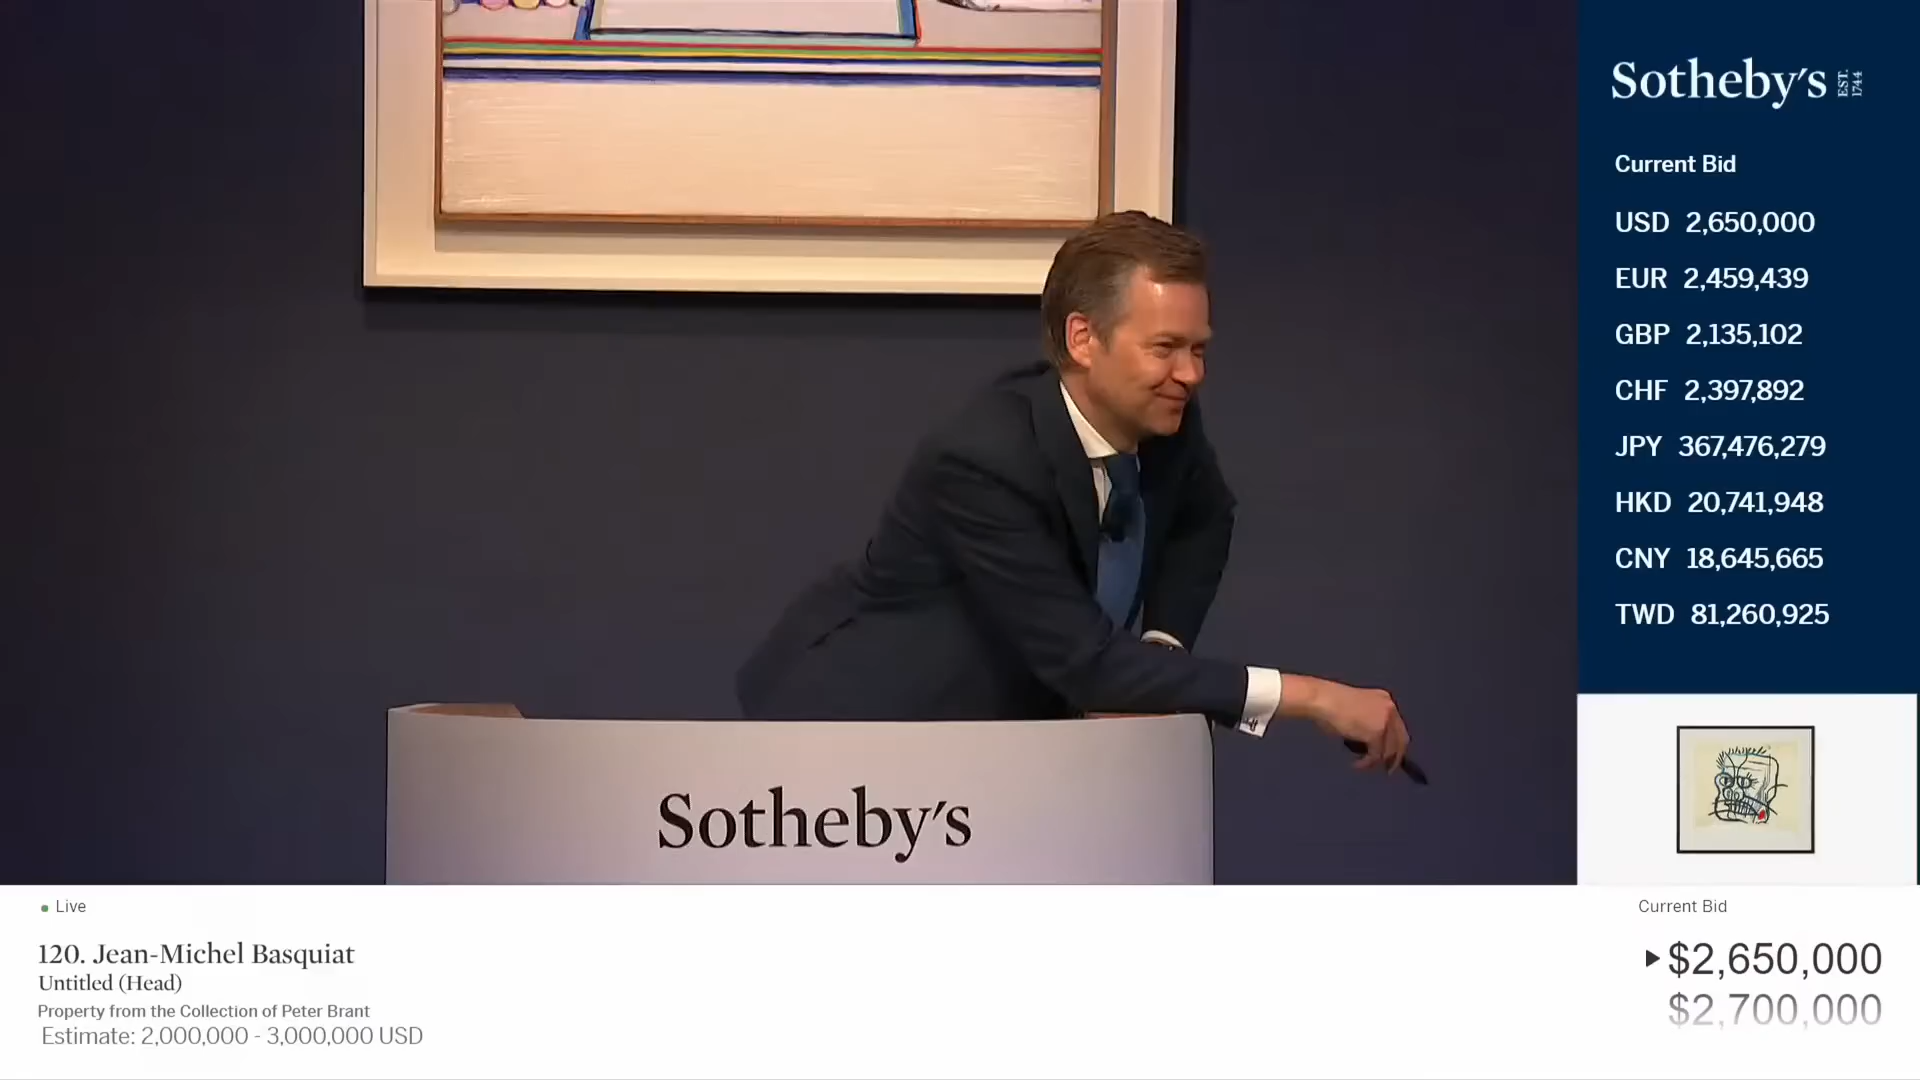 Sotheby's EST. 1744
Current Bid
USD 2,650,000
EUR 2,459,439
GBP 2,135,102
CHF 2,397,892
JPY 367,476,279
HKD 20,741,948
CNY 18,645,665
TWD 81,260,925
Sotheby's
Live
120. Jean-Michel Basquiat
Untitled (Head)
Property from the Collection of Peter Brant
Estimate: 2,000,000 - 3,000,000 USD
Current Bid
$2,650,000
$2,700,000